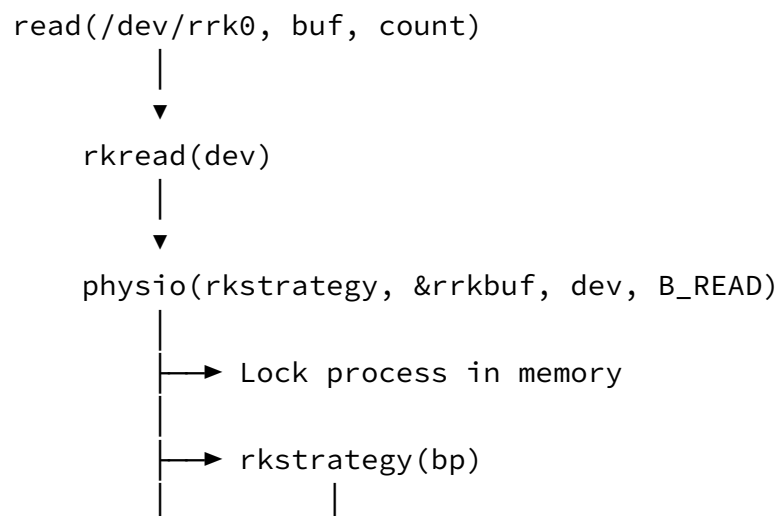 read(/dev/rrk0, buf, count)
rkread(dev)
physio(rkstrategy, &rrkbuf, dev, B_READ)
Lock process in memory
rkstrategy(bp)